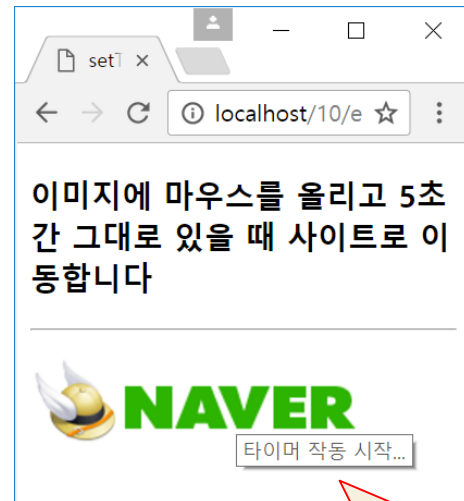 setT
localhost/10/e
이미지에 마우스를 올리고 5초
간 그대로 있을 때 사이트로 이
동합니다
NAVER
타이머 작동 시작...